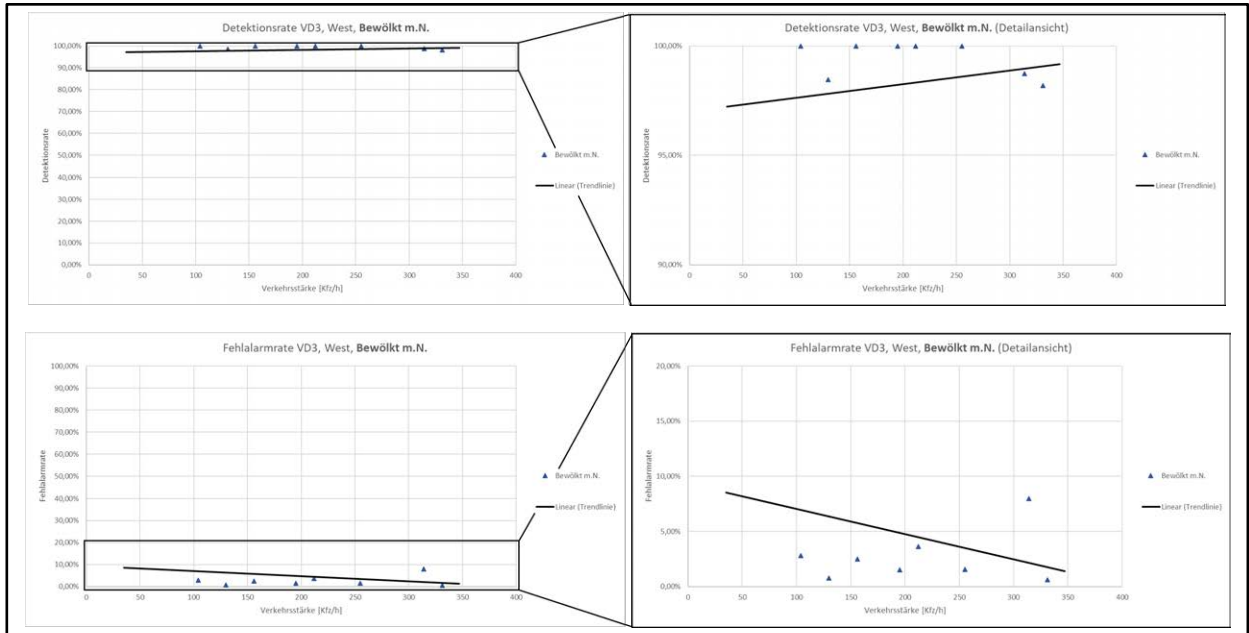 Detektionsrate VD3, West, Bewölkt m.N.
100,00%
90,00%
80,00%
70,00%
60,00%
50,00%
40,00%
30,00%
20,00%
10,00%
0,00%
Detektionsrate
0 50 100 150 200 250 300 350 400
Verkehrsstärke [Kfz/h]
Bewölkt m.N.
Linear (Trendlinie)
Detektionsrate VD3, West, Bewölkt m.N. (Detailansicht)
100,00%
95,00%
90,00%
Detektionsrate
0 50 100 150 200 250 300 350 400
Verkehrsstärke [Kfz/h]
Bewölkt m.N.
Linear (Trendlinie)
Fehlalarmrate VD3, West, Bewölkt m.N.
100,00%
90,00%
80,00%
70,00%
60,00%
50,00%
40,00%
30,00%
20,00%
10,00%
0,00%
Fehlalarmrate
0 50 100 150 200 250 300 350 400
Verkehrsstärke [Kfz/h]
Bewölkt m.N.
Linear (Trendlinie)
Fehlalarmrate VD3, West, Bewölkt m.N. (Detailansicht)
20,00%
15,00%
10,00%
5,00%
0,00%
Fehlalarmrate
0 50 100 150 200 250 300 350 400
Verkehrsstärke [Kfz/h]
Bewölkt m.N.
Linear (Trendlinie)